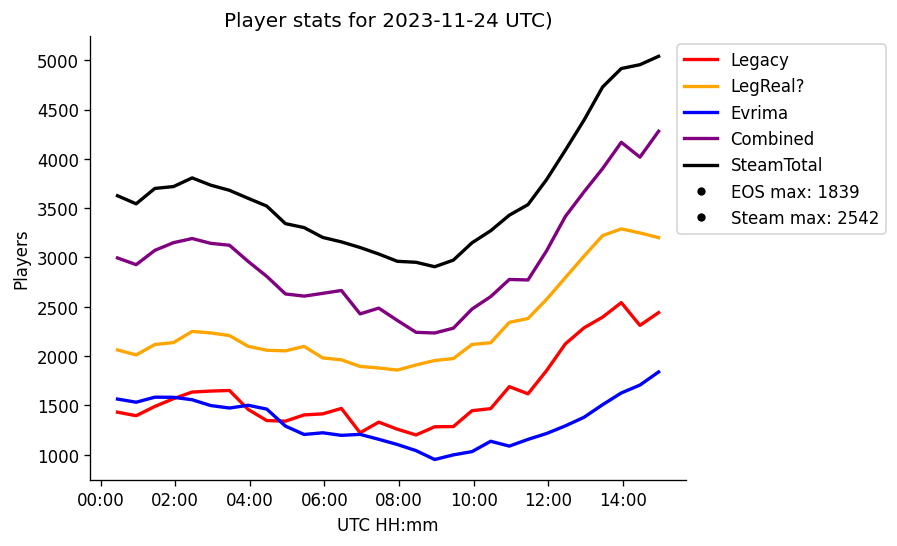 Player stats for 2023-11-24 UTC)
5000
4500
4000
3500
3000
2500
2000
1500
1000
Players
00:00 02:00 04:00 06:00 08:00 10:00 12:00 14:00
UTC HH:mm
Legacy
LegReal?
Evrima
Combined
SteamTotal
EOS max: 1839
Steam max: 2542